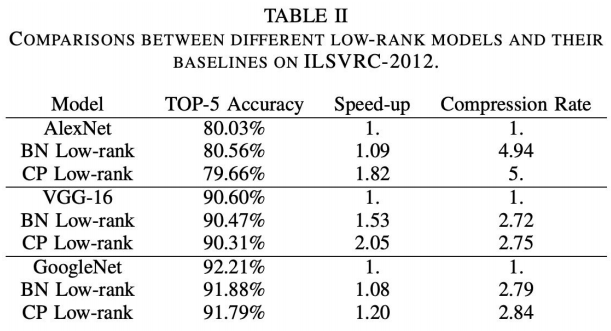 TABLE II
COMPARISONS BETWEEN DIFFERENT LOW-RANK MODELS AND THEIR
BASELINES ON ILSVRC-2012.
Model TOP-5 Accuracy Speed-up Compression Rate
AlexNet 80.03% 1. 1.
BN Low-rank 80.56% 1.09 4.94
CP Low-rank 79.66% 1.82 5.
VGG-16 90.60% 1. 1.
BN Low-rank 90.47% 1.53 2.72
CP Low-rank 90.31% 2.05 2.75
GoogleNet 92.21% 1. 1.
BN Low-rank 91.88% 1.08 2.79
CP Low-rank 91.79% 1.20 2.84